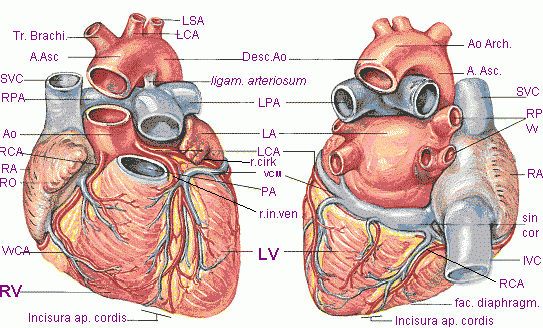 LSA
LCA
Tr. Brachi.
A.Asc
SVC
RPA
Ao
RCA
RA
RO
VCA
RV
Incisura ap. cordis
Desc.Ao
ligam. arteriosum
LPA
LA
LCA
r.cirk
VCM
PA
r.in.ven.
LV
Ao Arch.
A. Asc.
SVC
RP
RA
sin
cor
IVC
RCA
fac. diaphragm.
Incisura ap. cordis